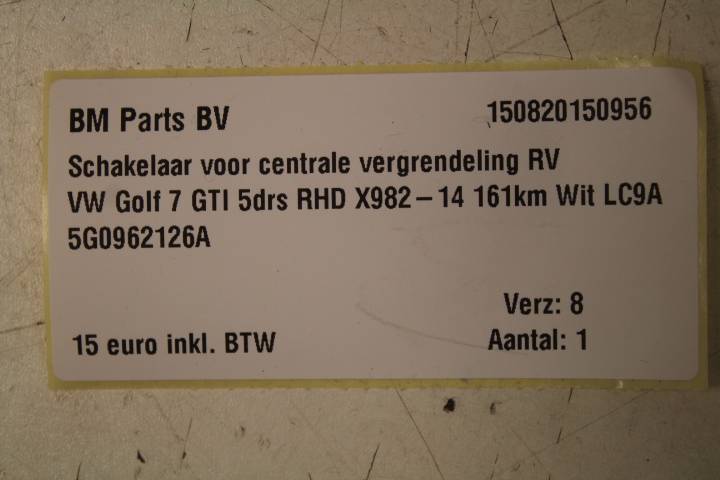 BM Parts BV 150820150956
Schakelaar voor centrale vergrendeling RV
VW Golf 7 GTI 5drs RHD X982-14 161km Wit LC9A
5G0962126A
Verz: 8
15 euro inkl. BTW Aantal: 1